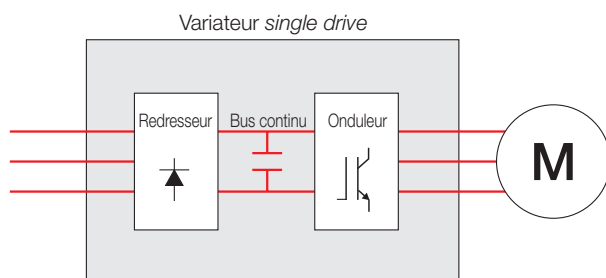 Variateur single drive
Redresseur
Bus continu
Onduleur
M